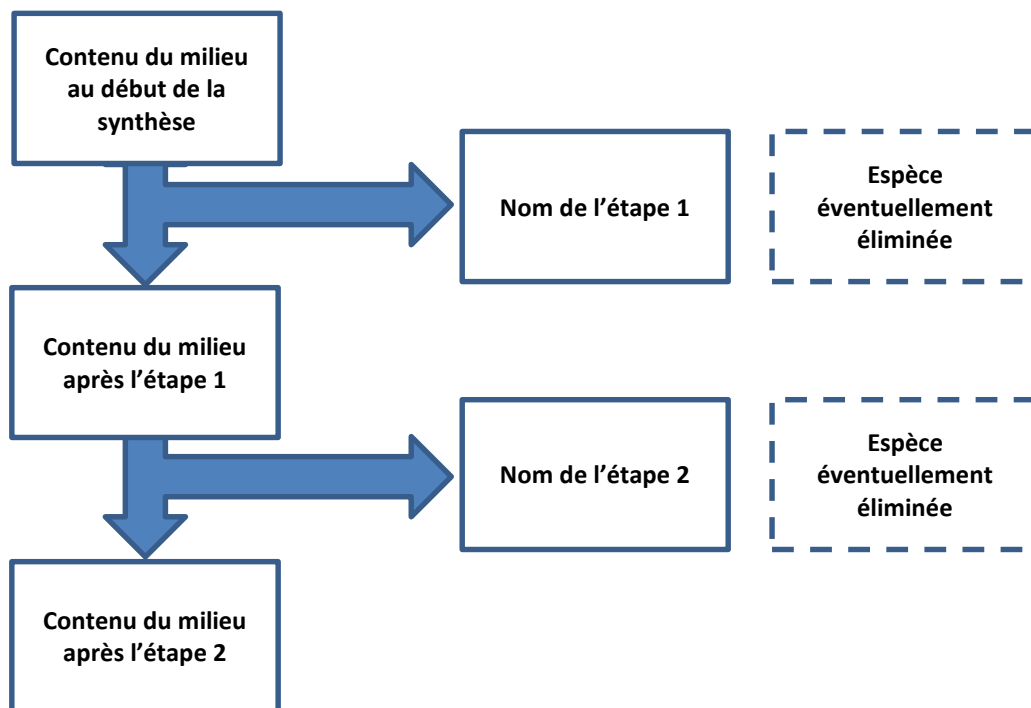 Contenu du milieu
au début de la
synthèse
Nom de l’étape 1
Espèce
éventuellement
éliminée
Contenu du milieu
après l’étape 1
Nom de l’étape 2
Espèce
éventuellement
éliminée
Contenu du milieu
après l’étape 2